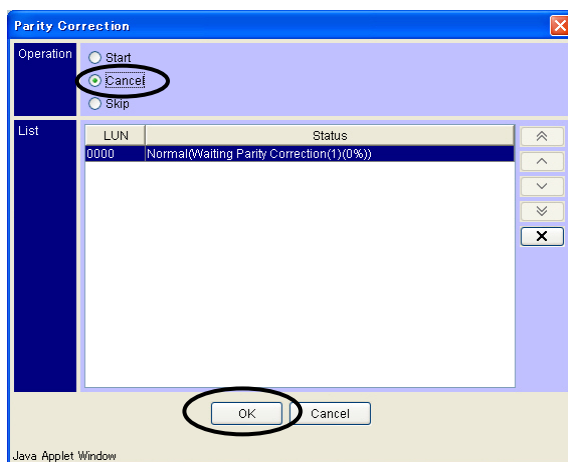 Parity Correction
Operation
Start
Cancel
Skip
List
LUN Status
0000 Normal(Waiting Parity Correction(1)(0%))
OK Cancel
Java Applet Window